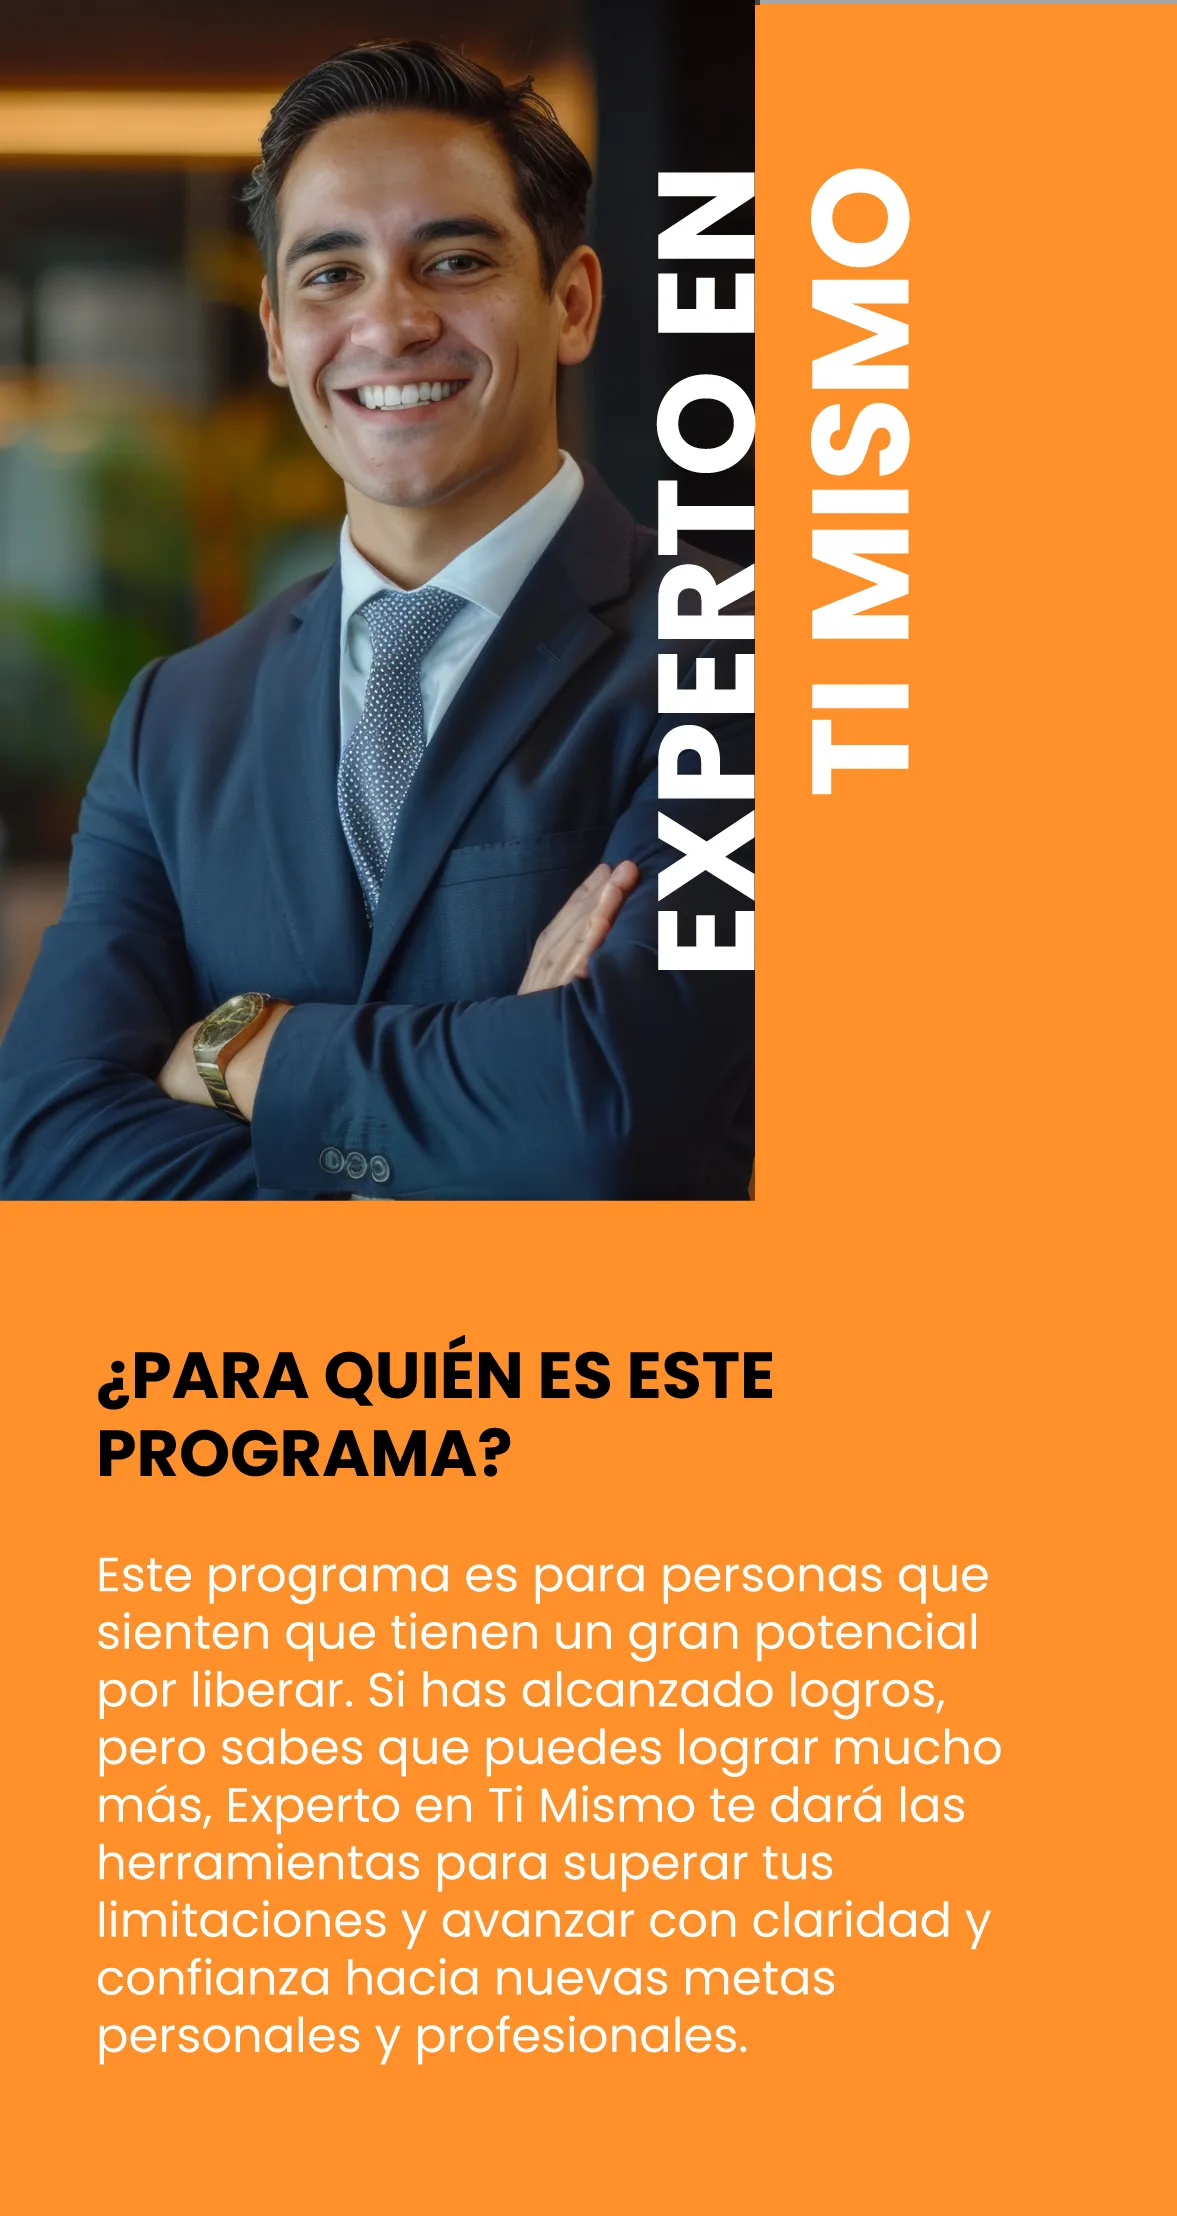 EXPERTO EN
TI MISMO
¿PARA QUIÉN ES ESTE
PROGRAMA?
Este programa es para personas que
sienten que tienen un gran potencial
por liberar. Si has alcanzado logros,
pero sabes que puedes lograr mucho
más, Experto en Ti Mismo te dará las
herramientas para superar tus
limitaciones y avanzar con claridad y
confianza hacia nuevas metas
personales y profesionales.